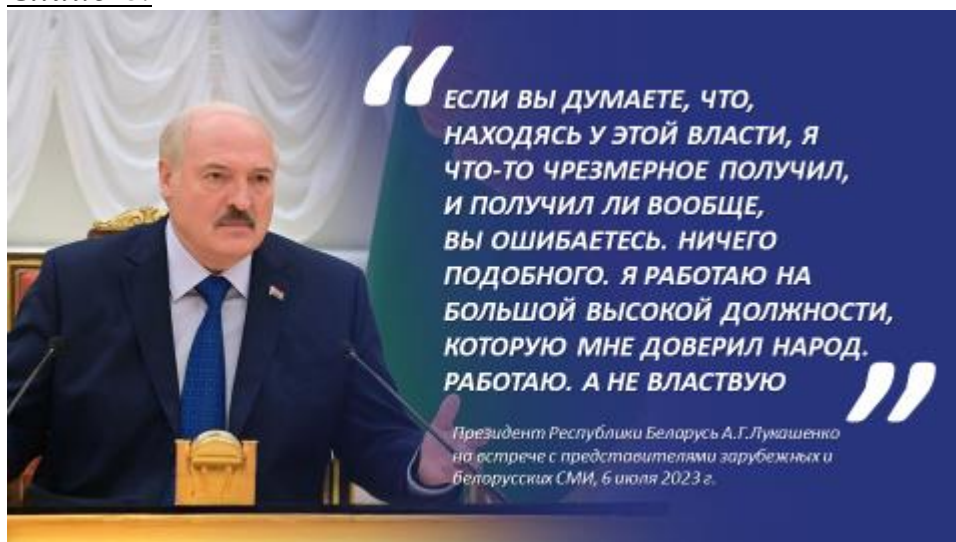 “
ЕСЛИ ВЫ ДУМАЕТЕ, ЧТО,
НАХОДЯСЬ У ЭТОЙ ВЛАСТИ, Я
ЧТО-ТО ЧРЕЗМЕРНОЕ ПОЛУЧИЛ,
И ПОЛУЧИЛ ЛИ ВООБЩЕ,
ВЫ ОШИБАЕТЕСЬ. НИЧЕГО
ПОДОБНОГО. Я РАБОТАЮ НА
БОЛЬШОЙ ВЫСОКОЙ ДОЛЖНОСТИ,
КОТОРУЮ МНЕ ДОВЕРИЛ НАРОД.
РАБОТАЮ. А НЕ ВЛАСТВУЮ
”
Президент Республики Беларусь А.Г.Лукашенко
на встрече с представителями зарубежных и
белорусских СМИ, 6 июля 2023 г.